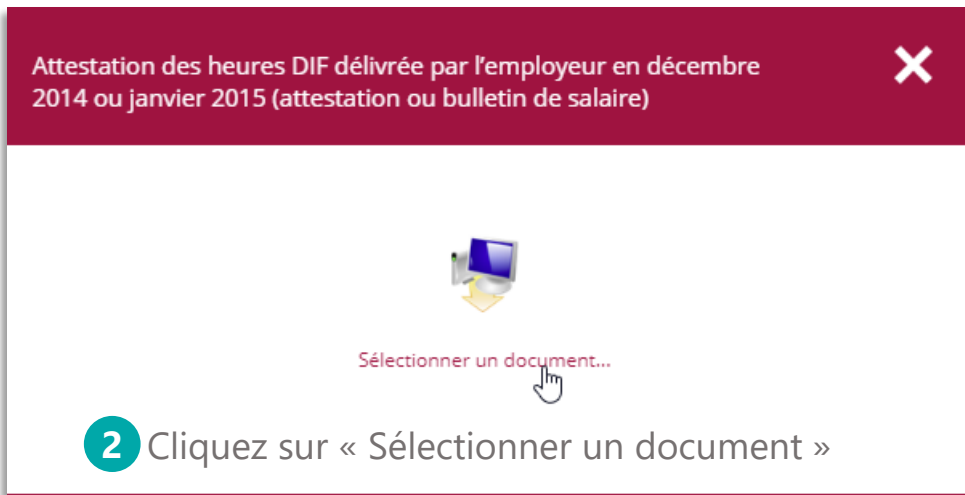 Attestation des heures DIF délivrée par l'employeur en décembre
2014 ou janvier 2015 (attestation ou bulletin de salaire)
Sélectionner un document...
2 Cliquez sur « Sélectionner un document »